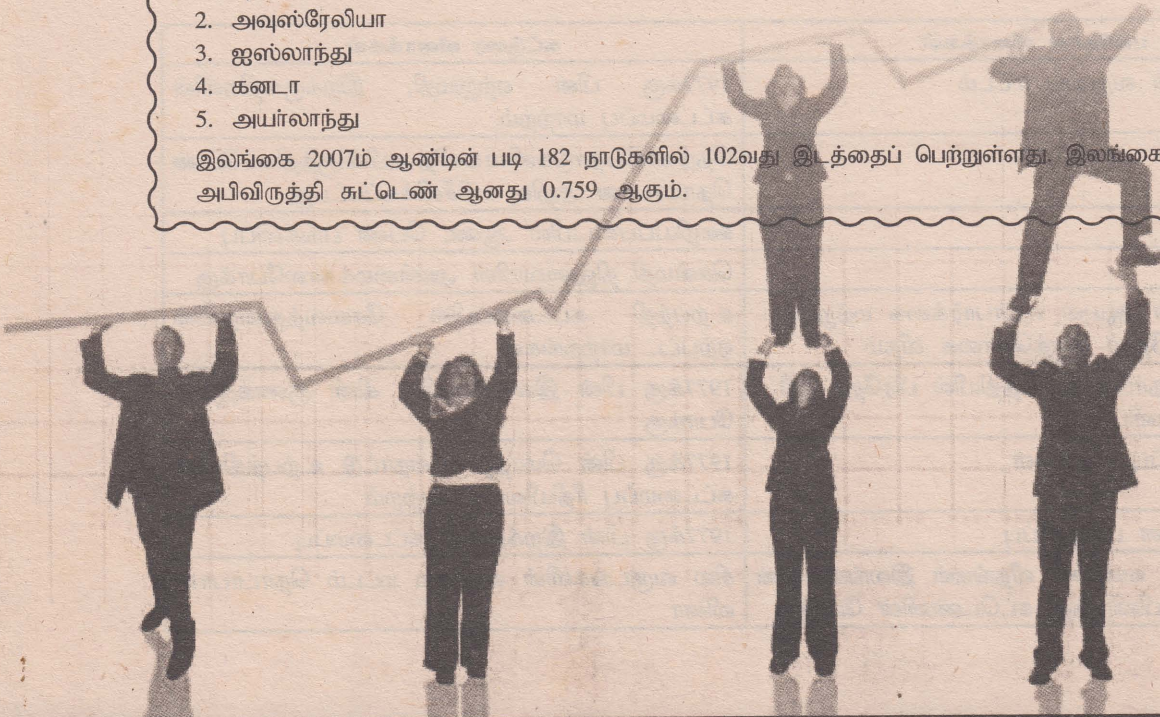 2. அவுஸ்ரேலியா
3. ஐஸ்லாந்து
4. கனடா
5. அயர்லாந்து
இலங்கை 2007ம் ஆண்டின் படி 182 நாடுகளில் 102வது இடத்தைப் பெற்றுள்ளது. இலங்கை
அபிவிருத்தி சுட்டெண் ஆனது 0.759 ஆகும்.